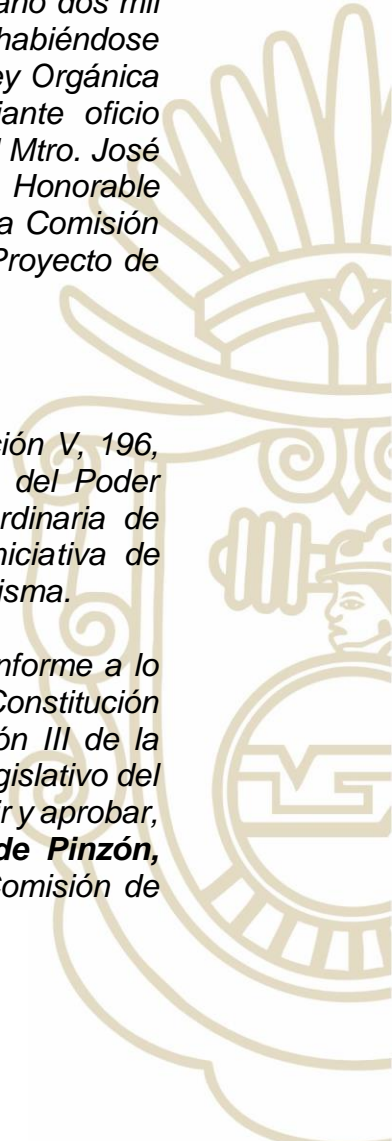 año dos mil
habiéndose
ey Orgánica
iante oficio
l Mtro. José
Honorable
a Comisión
Proyecto de
ción V, 196,
del Poder
rdinaria de
niciativa de
isma.
nforme a lo
Constitución
ón III de la
gislativo del
ir y aprobar,
de Pinzón,
Comisión de